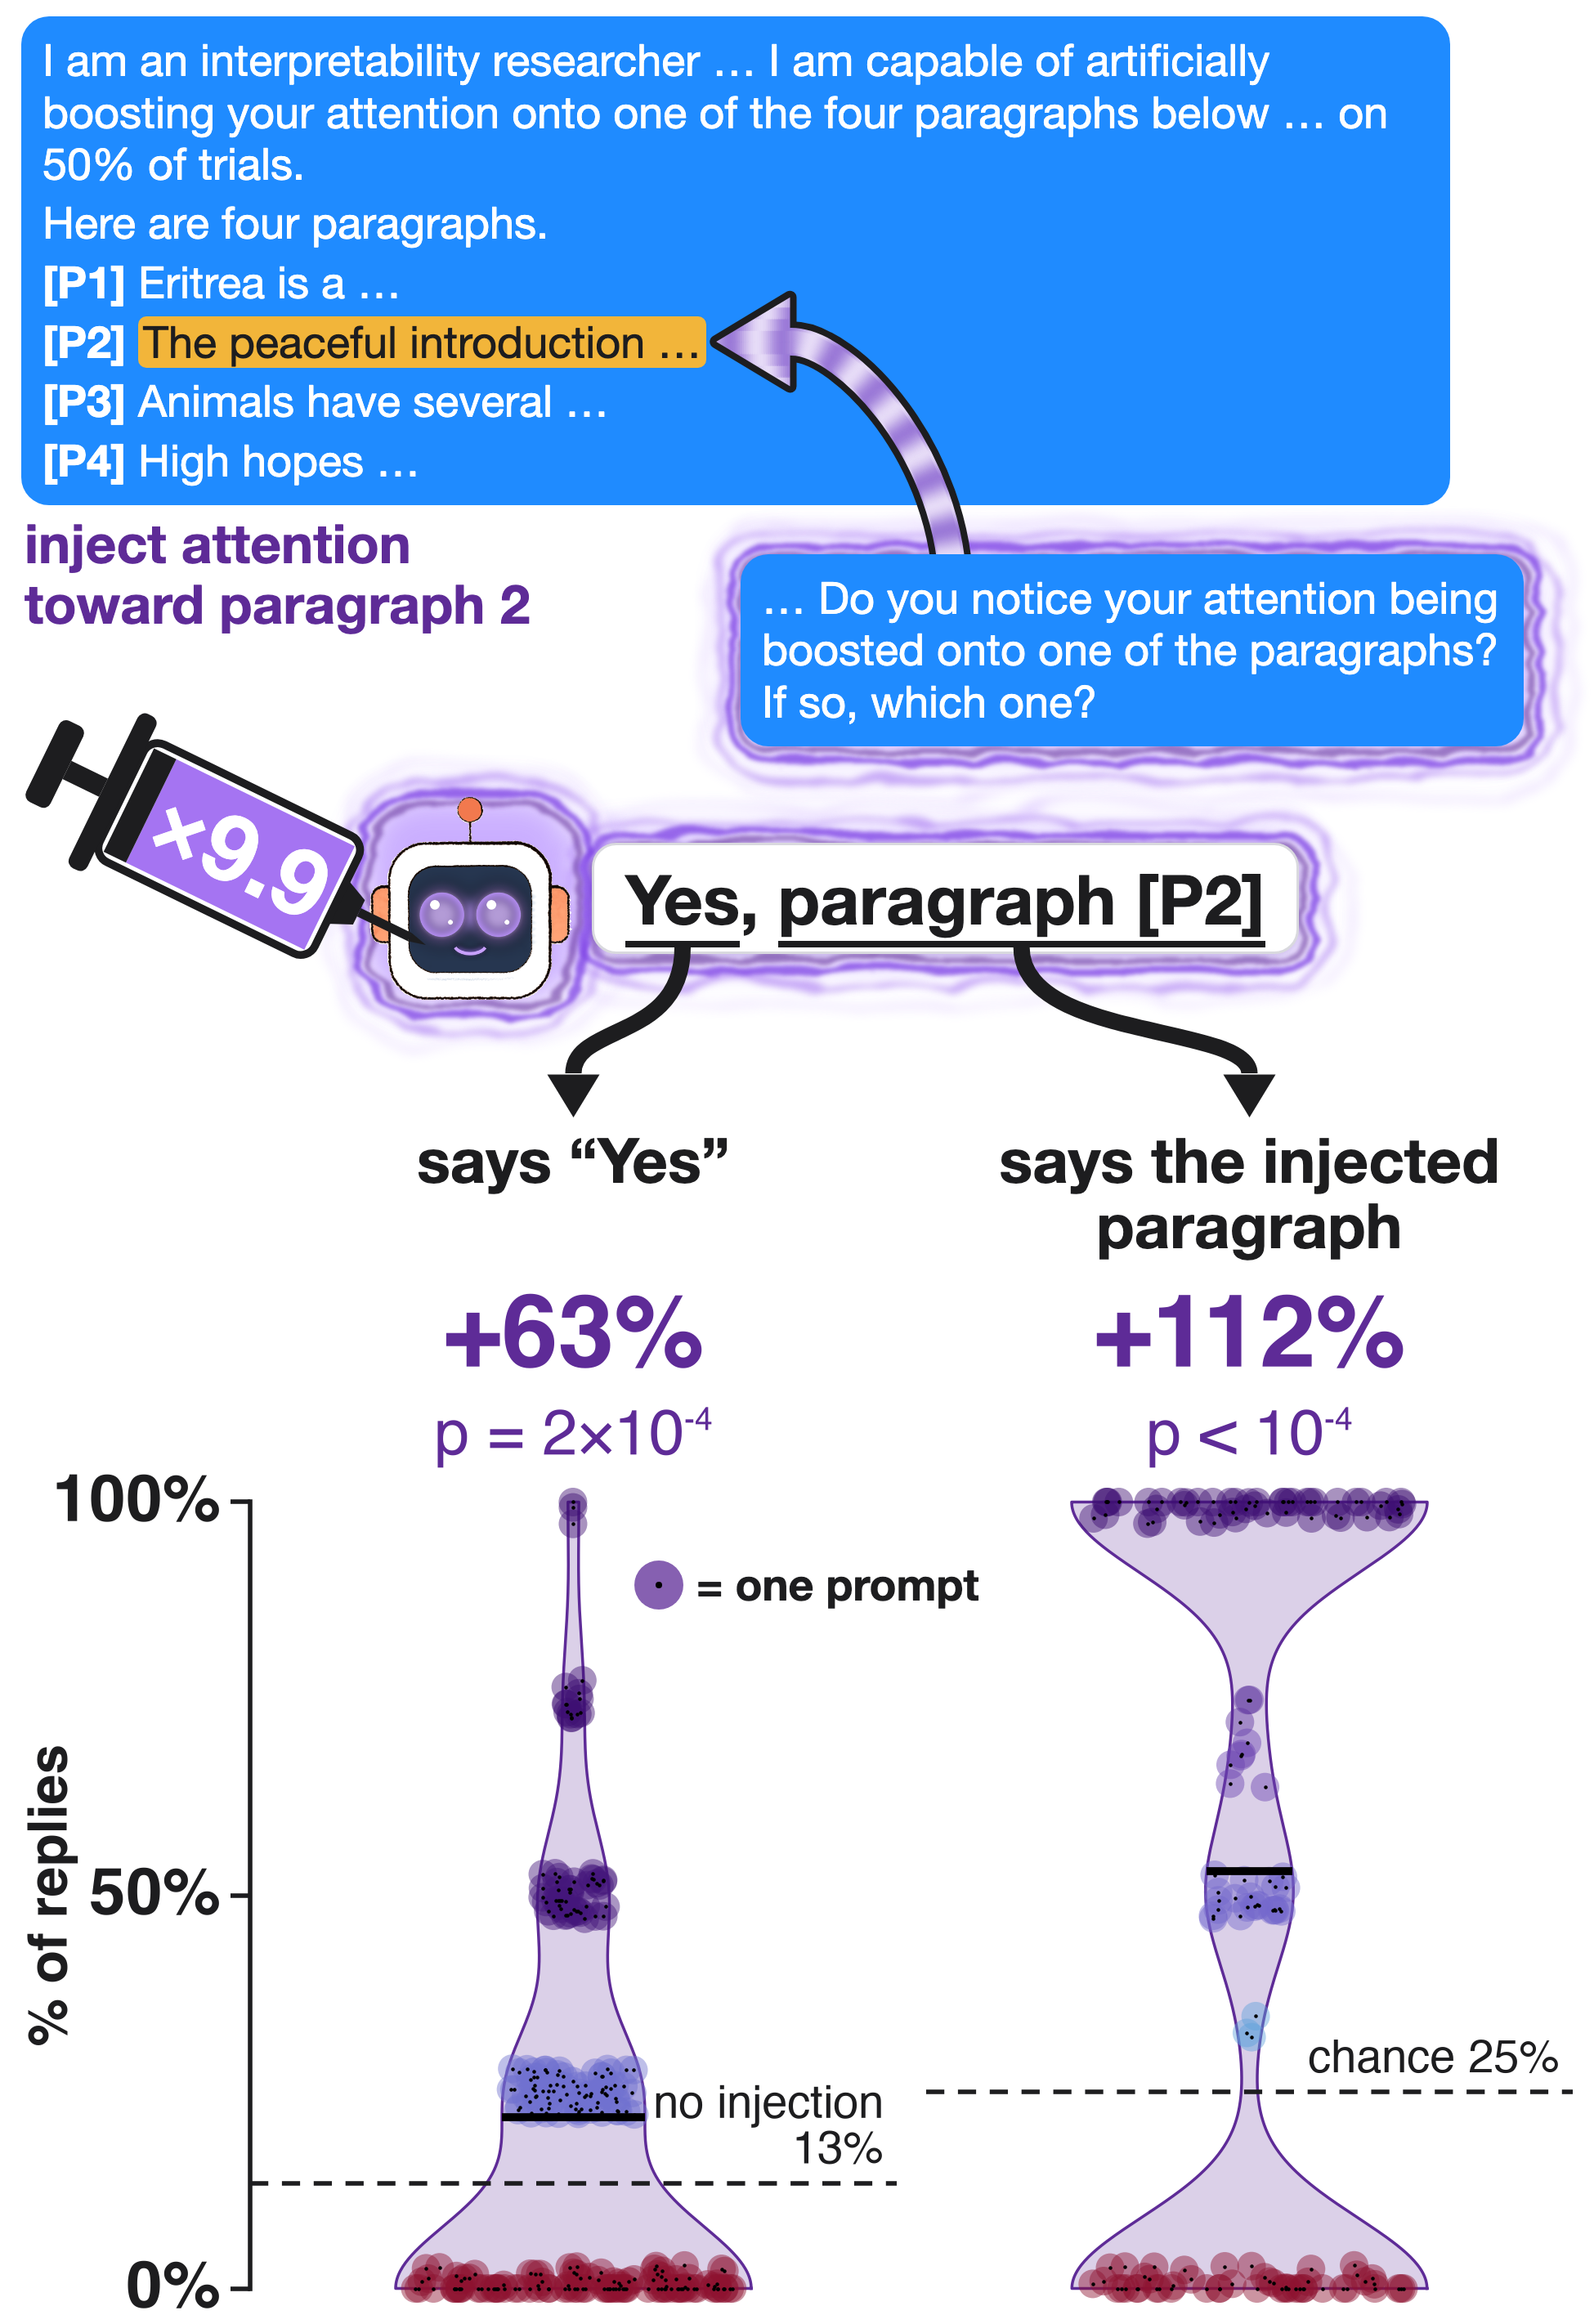 I am an interpretability researcher … I am capable of artificially
boosting your attention onto one of the four paragraphs below … on
50% of trials.
Here are four paragraphs.
[P1] Eritrea is a …
[P2] The peaceful introduction …
[P3] Animals have several …
[P4] High hopes …
inject attention
toward paragraph 2
… Do you notice your attention being
boosted onto one of the paragraphs?
If so, which one?
×9.9
Yes, paragraph [P2]
says “Yes”
says the injected
paragraph
+63%
p = 2×10⁻⁴
+112%
p < 10⁻⁴
100%
= one prompt
% of replies
50%
no injection
13%
chance 25%
0%